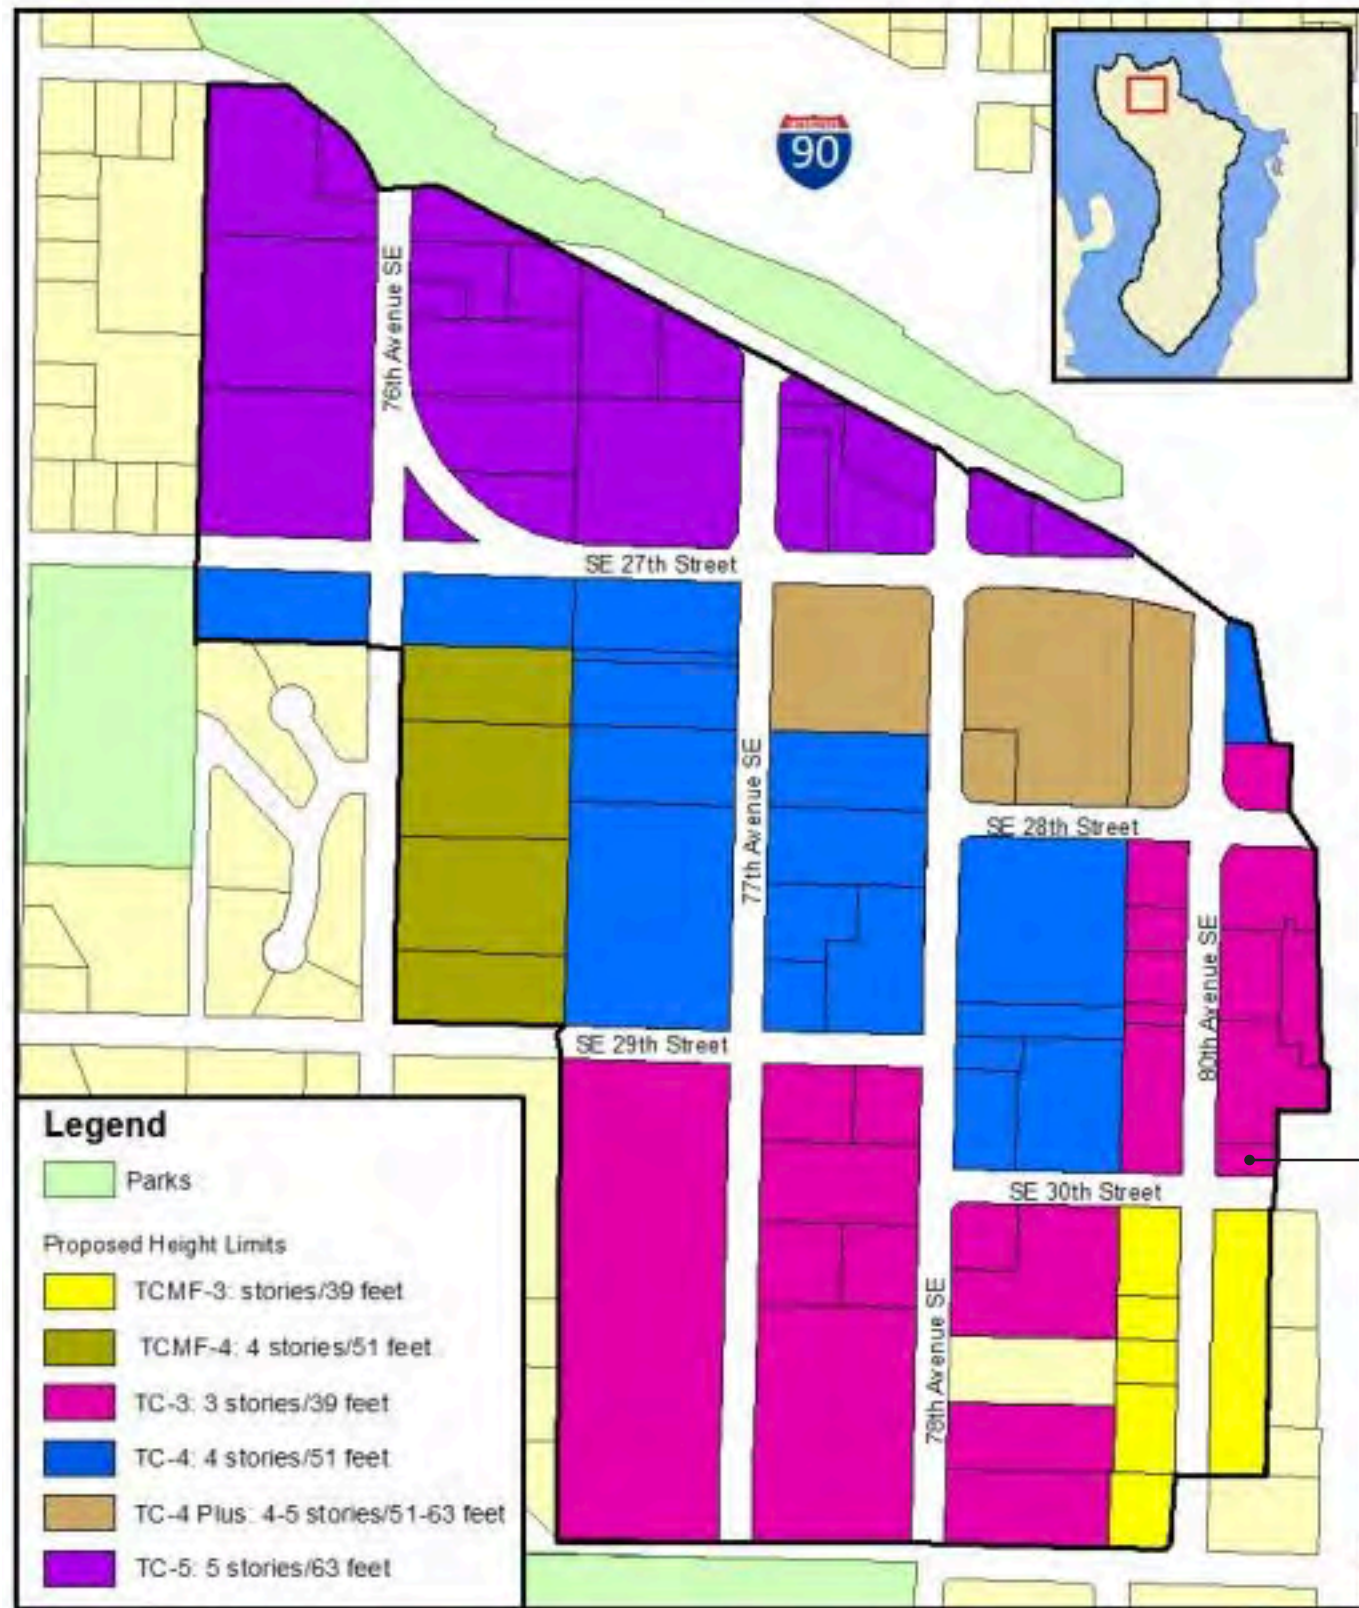 90
76th Avenue SE
SE 27th Street
77th Avenue SE
SE 28th Street
80th Avenue SE
SE 29th Street
SE 30th Street
78th Avenue SE
Legend
Parks
Proposed Height Limits
TCMF-3: stories/39 feet
TCMF-4: 4 stories/51 feet
TC-3: 3 stories/39 feet
TC-4: 4 stories/51 feet
TC-4 Plus: 4-5 stories/51-63 feet
TC-5: 5 stories/63 feet